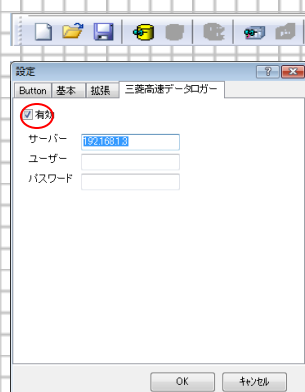 設定
Button 基本 拡張 三菱高速データロガー
有効
サーバー 192.168.1.3
ユーザー
パスワード
OK キャンセル